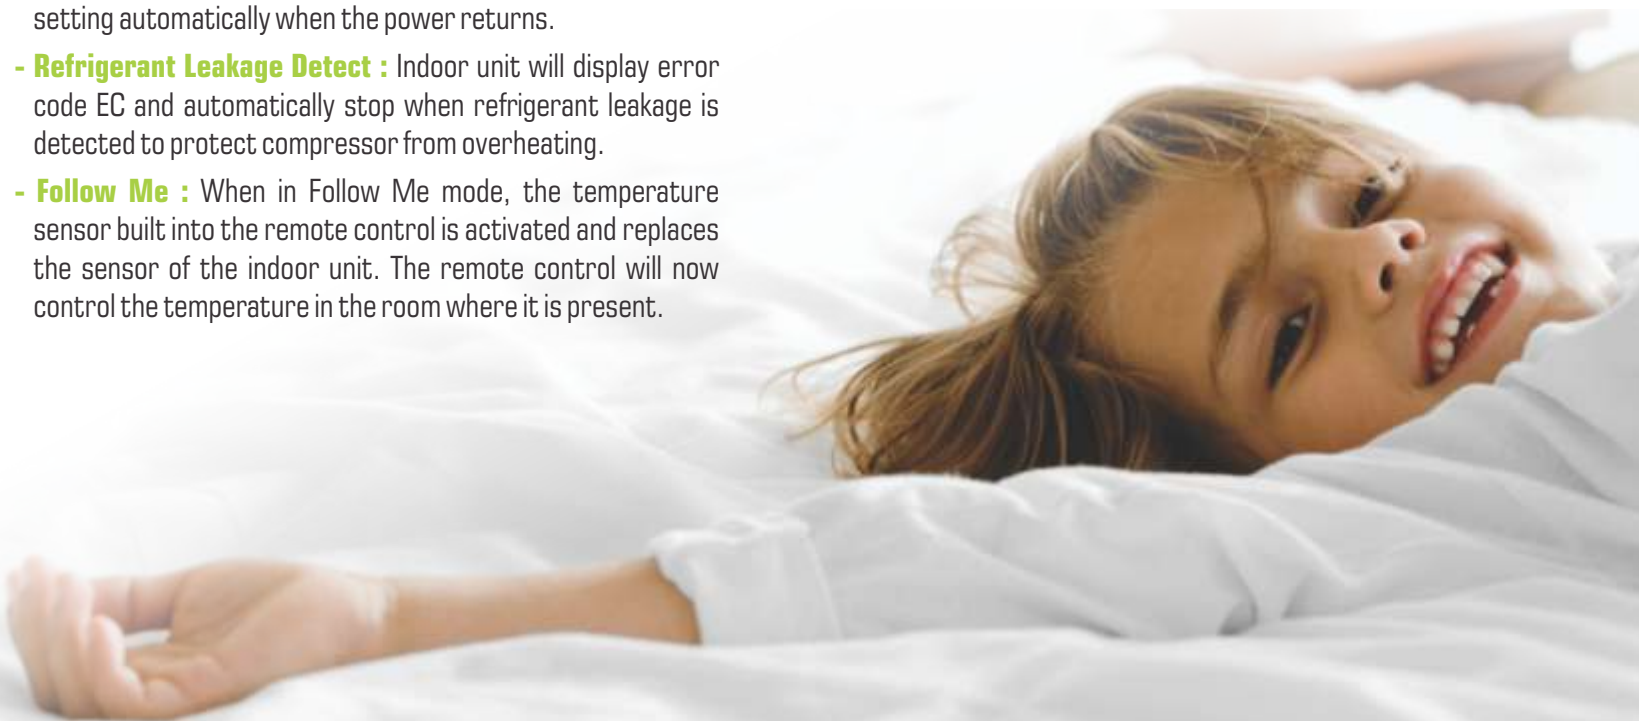 setting automatically when the power returns.
- Refrigerant Leakage Detect : Indoor unit will display error
code EC and automatically stop when refrigerant leakage is
detected to protect compressor from overheating.
- Follow Me : When in Follow Me mode, the temperature
sensor built into the remote control is activated and replaces
the sensor of the indoor unit. The remote control will now
control the temperature in the room where it is present.